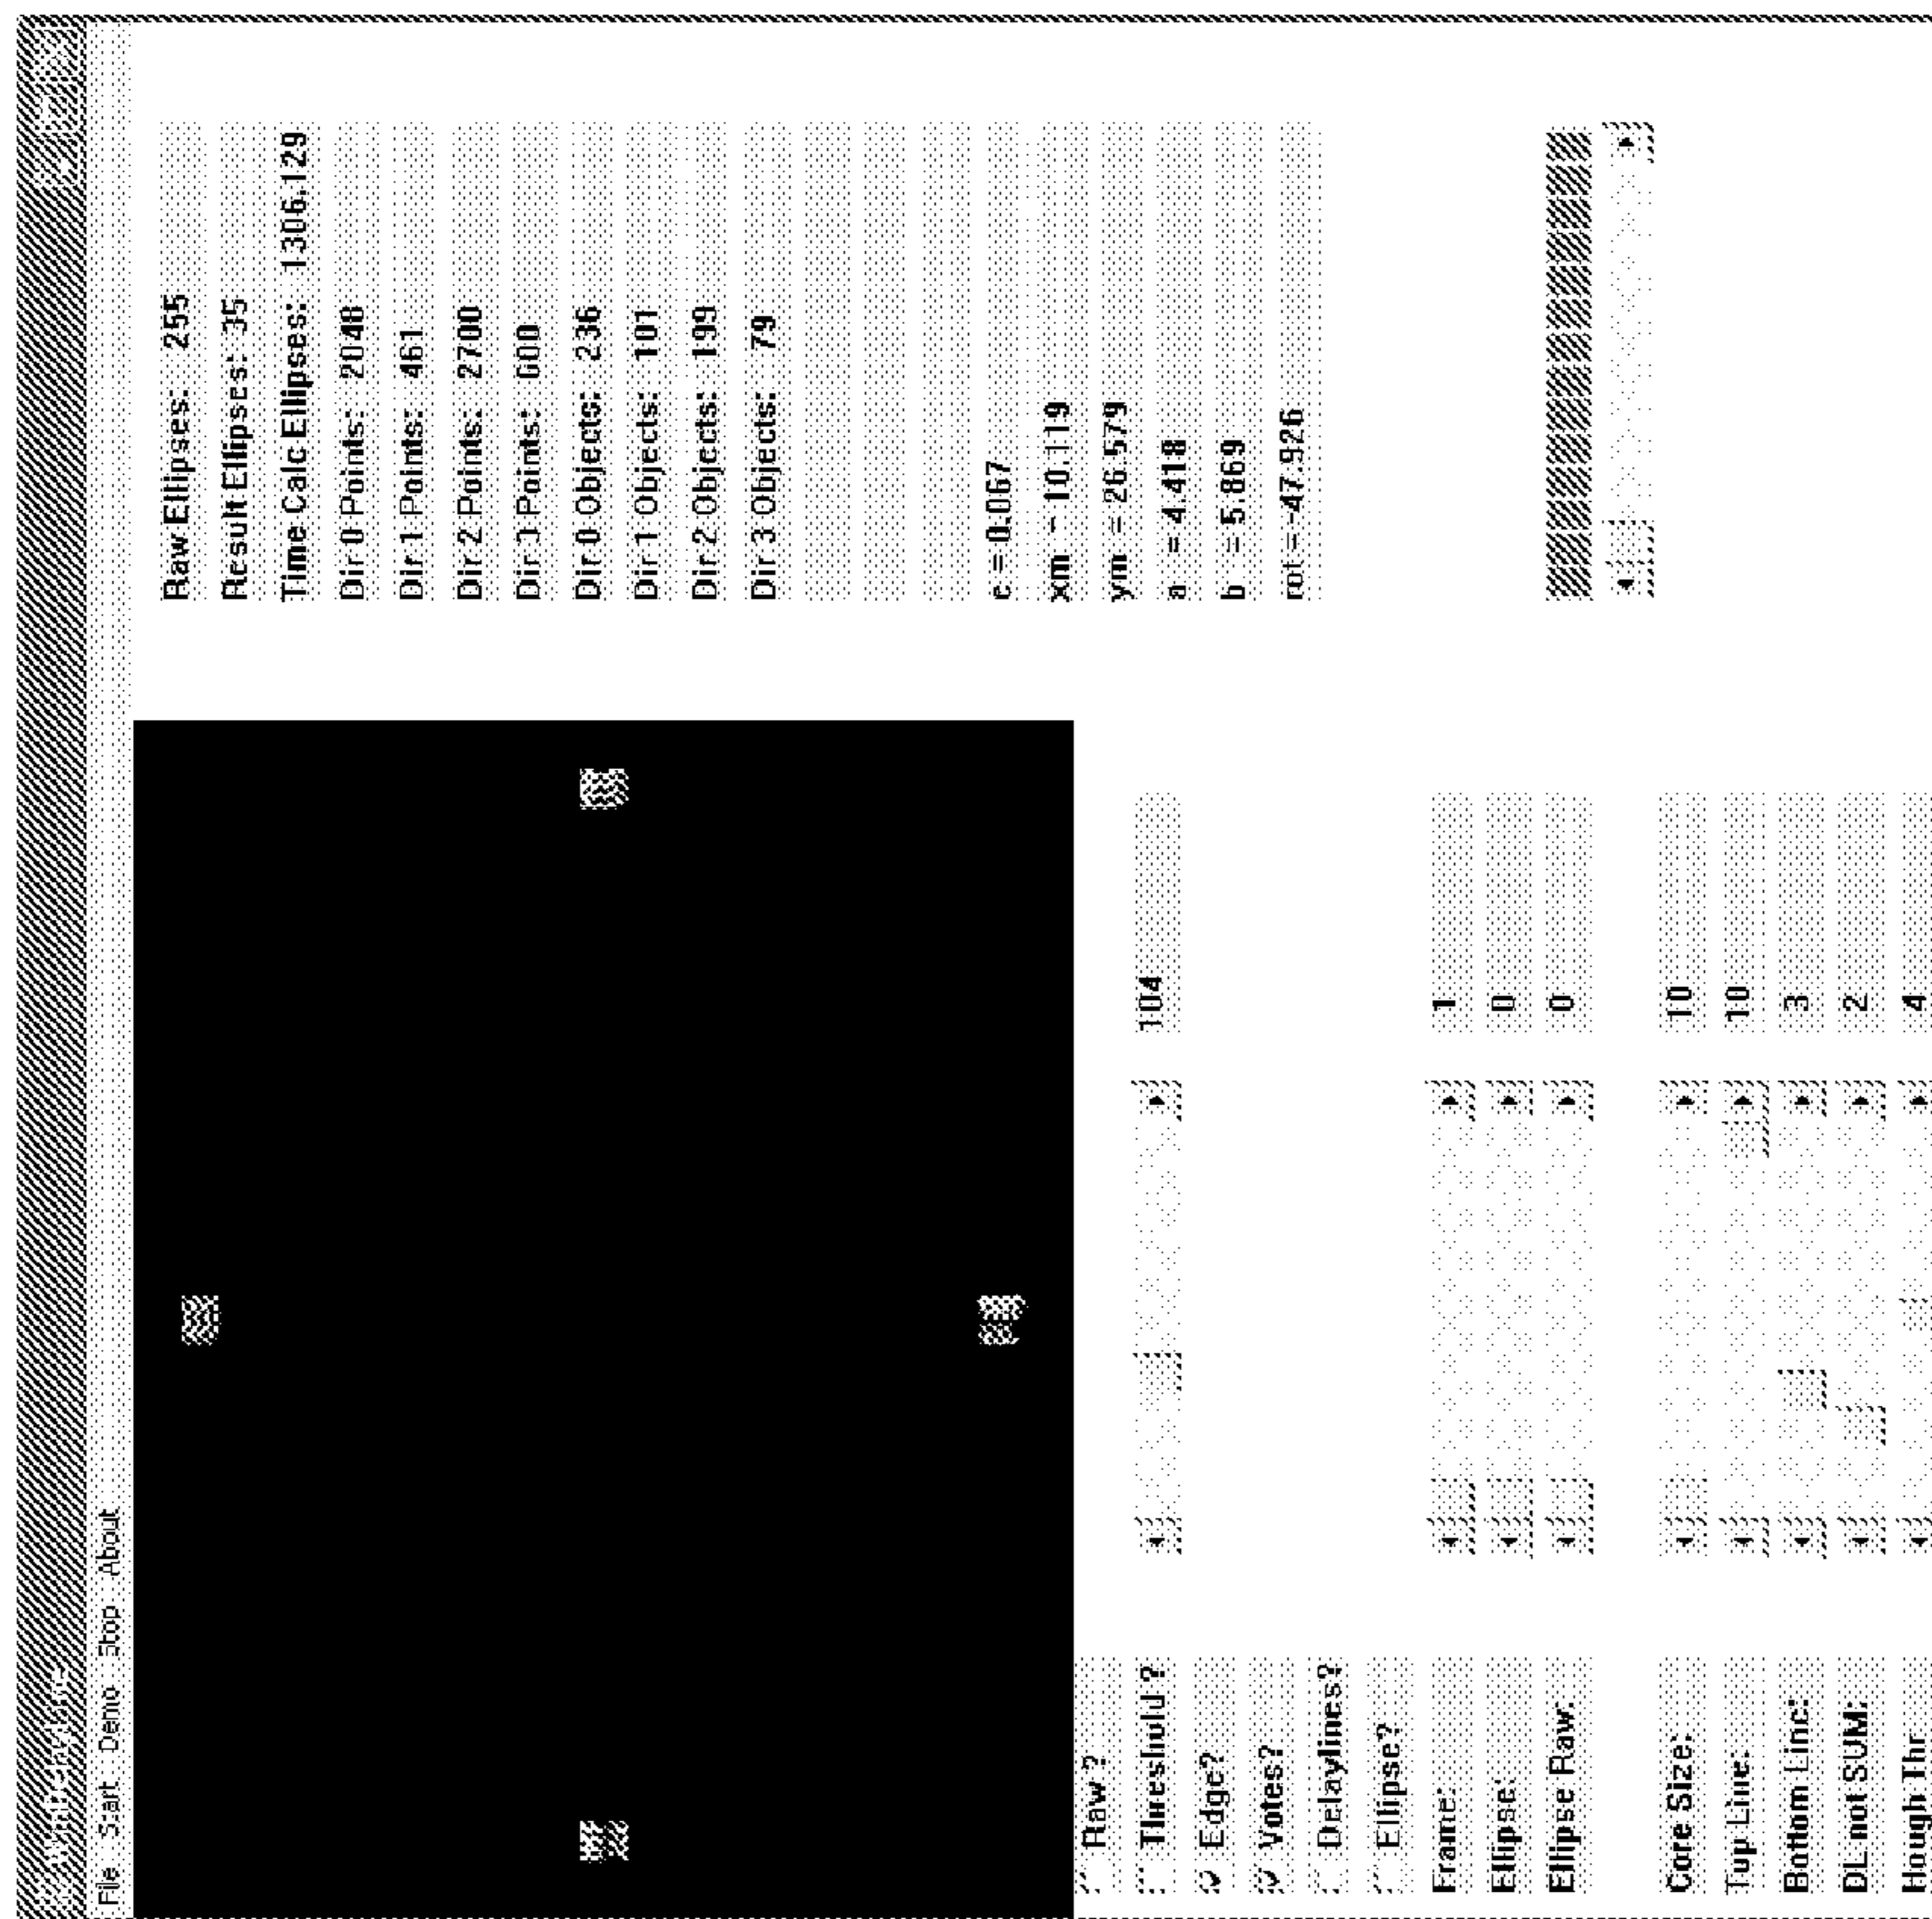 File Start Demo Stop About
Raw Ellipses: 255
Result Ellipses: 35
Time Calc Ellipses: 1306.129
Dir 0 Points: 2048
Dir 1 Points: 461
Dir 2 Points: 2700
Dir 3 Points: 600
Dir 0 Objects: 236
Dir 1 Objects: 101
Dir 2 Objects: 199
Dir 3 Objects: 79
e = 0.067
xm = 10.119
ym = 26.579
a = 4.418
b = 5.869
rot = -47.926
Raw ?
Threshold ? 104
Edge?
Votes?
Delaylines?
Ellipse?
Frame: 1
Ellipse: 0
Ellipse Raw: 0
Core Size: 10
Top Line: 10
Bottom Line: 3
DL not SUM: 2
Hough Thr 4